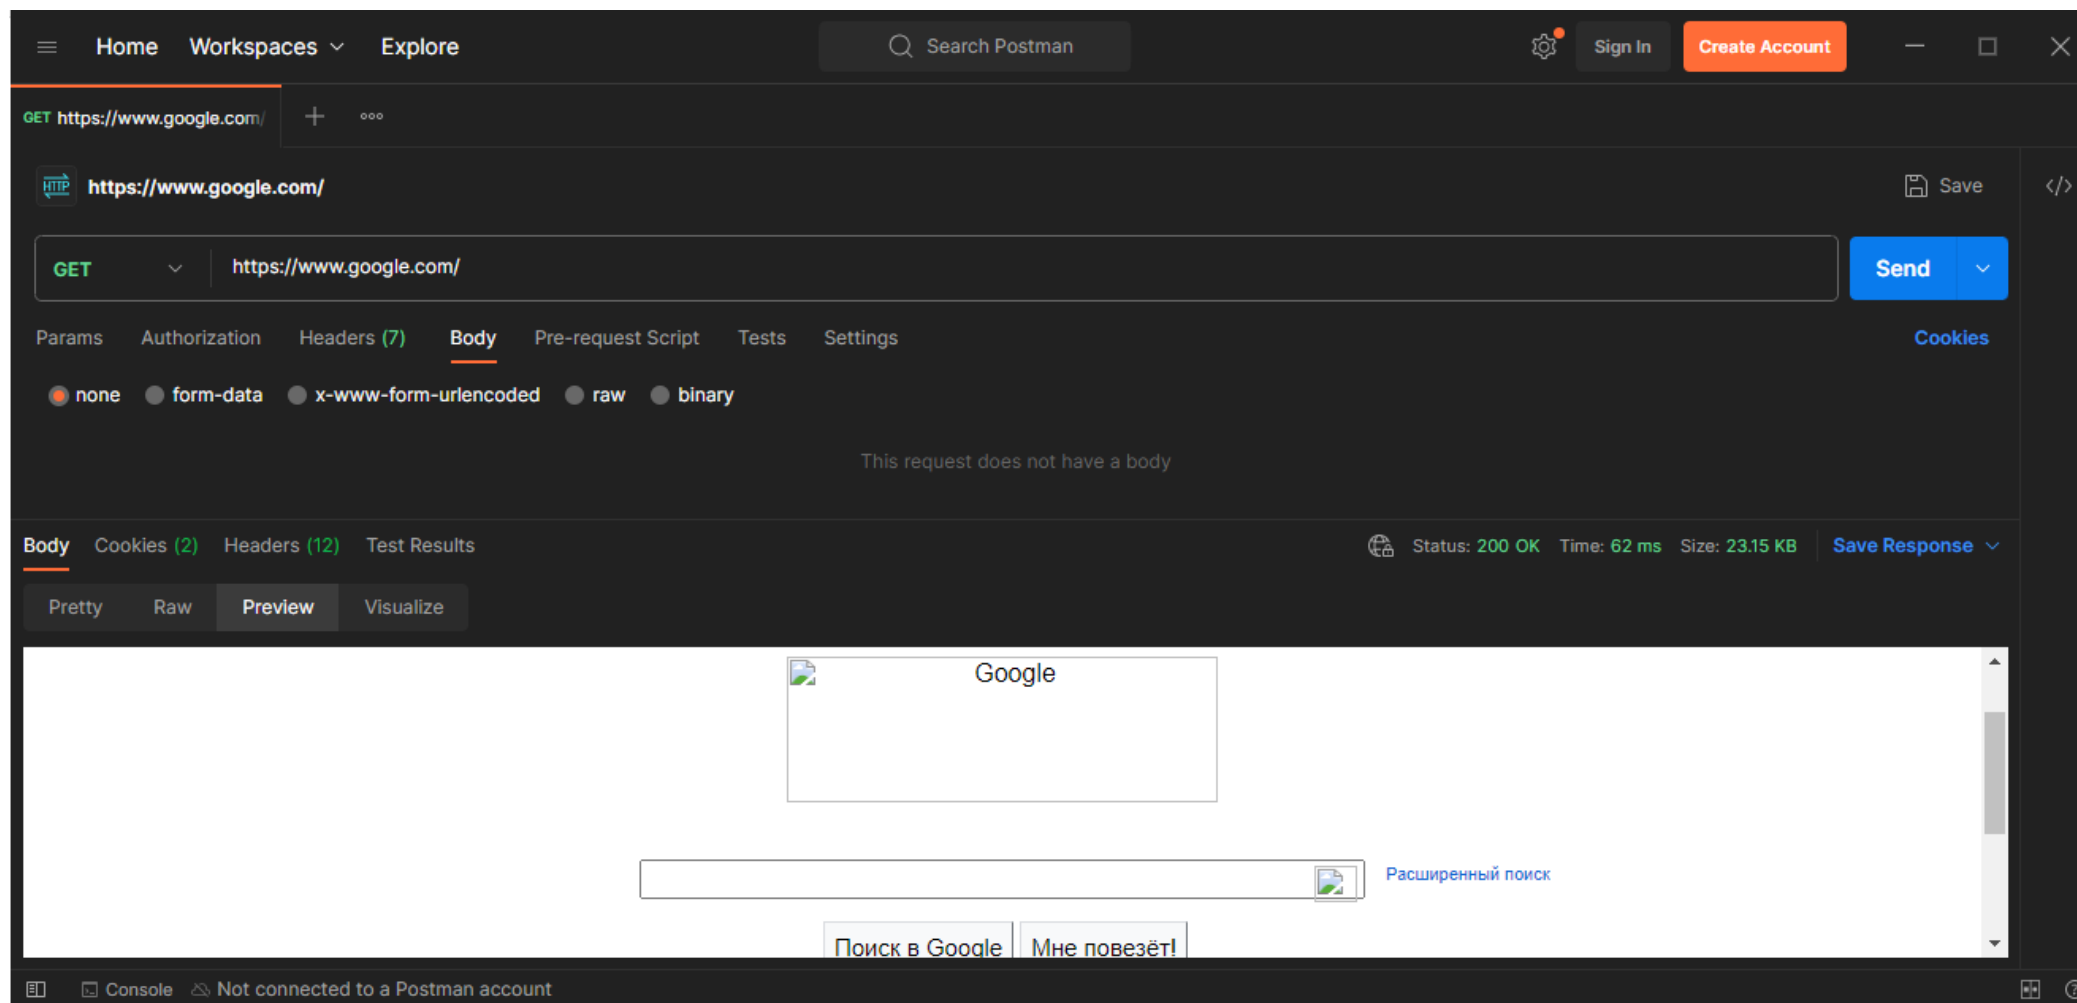 Home Workspaces Explore Search Postman Sign In Create Account
GET https://www.google.com/
HTTP https://www.google.com/ Save </>
GET https://www.google.com/ Send
Params Authorization Headers (7) Body Pre-request Script Tests Settings Cookies
none form-data x-www-form-urlencoded raw binary
This request does not have a body
Body Cookies (2) Headers (12) Test Results Status: 200 OK Time: 62 ms Size: 23.15 KB Save Response
Pretty Raw Preview Visualize
Google
Расширенный поиск
Поиск в Google Мне повезёт!
Console Not connected to a Postman account